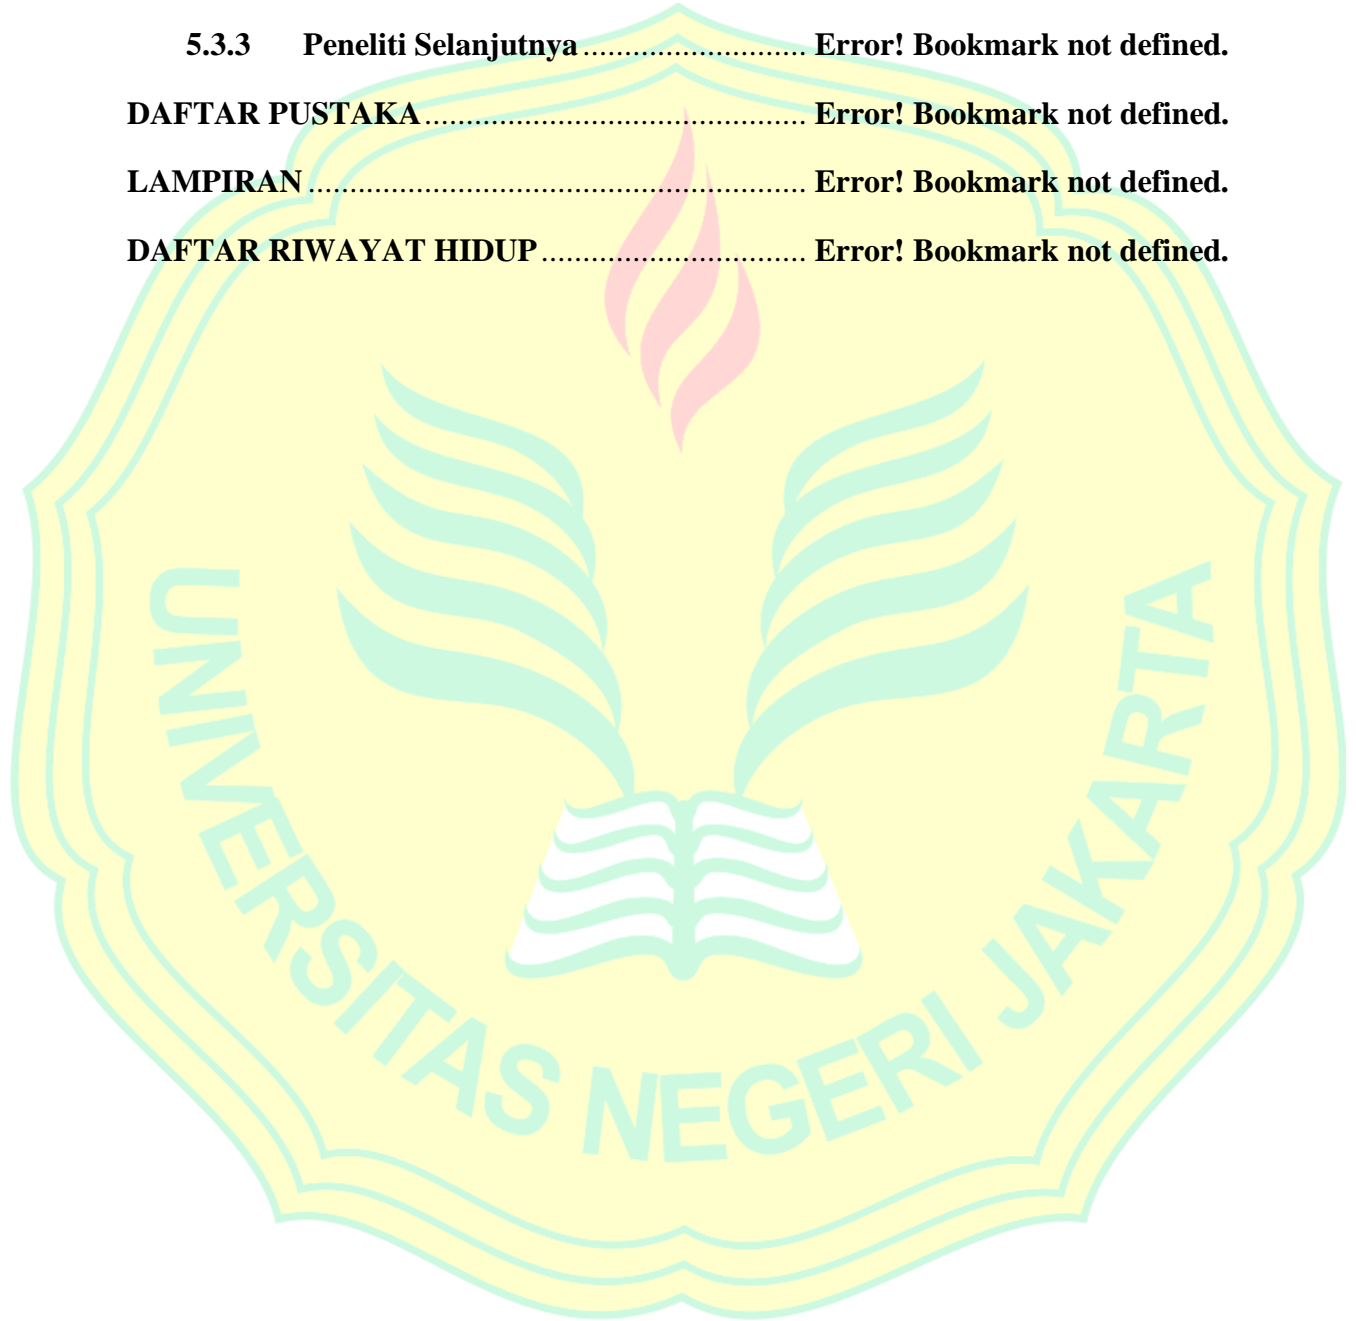 5.3.3 Peneliti Selanjutnya ........................... Error! Bookmark not defined.
DAFTAR PUSTAKA .............................................. Error! Bookmark not defined.
LAMPIRAN ............................................................ Error! Bookmark not defined.
DAFTAR RIWAYAT HIDUP ................................ Error! Bookmark not defined.
UNIVERSITAS NEGERI JAKARTA